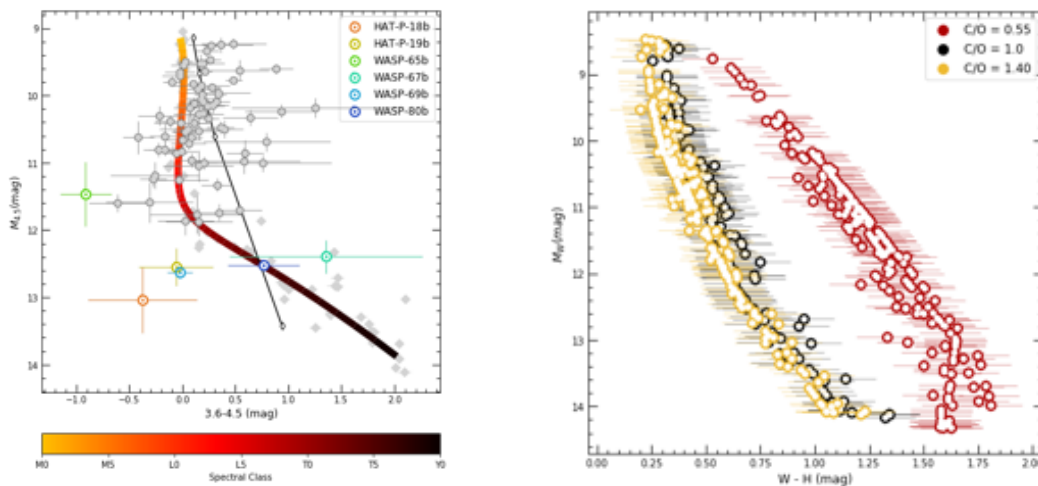 HAT-P-18b
HAT-P-19b
WASP-65b
WASP-67b
WASP-69b
WASP-80b
9
10
11
12
13
14
M4.5(mag)
−1.0 −0.5 0.0 0.5 1.0 1.5 2.0
3.6-4.5 (mag)
M0 M5 L0 L5 T0 T5 Y0
Spectral Class
C/O = 0.55
C/O = 1.0
C/O = 1.40
9
10
11
12
13
14
MW(mag)
0.00 0.25 0.50 0.75 1.00 1.25 1.50 1.75 2.00
W - H (mag)